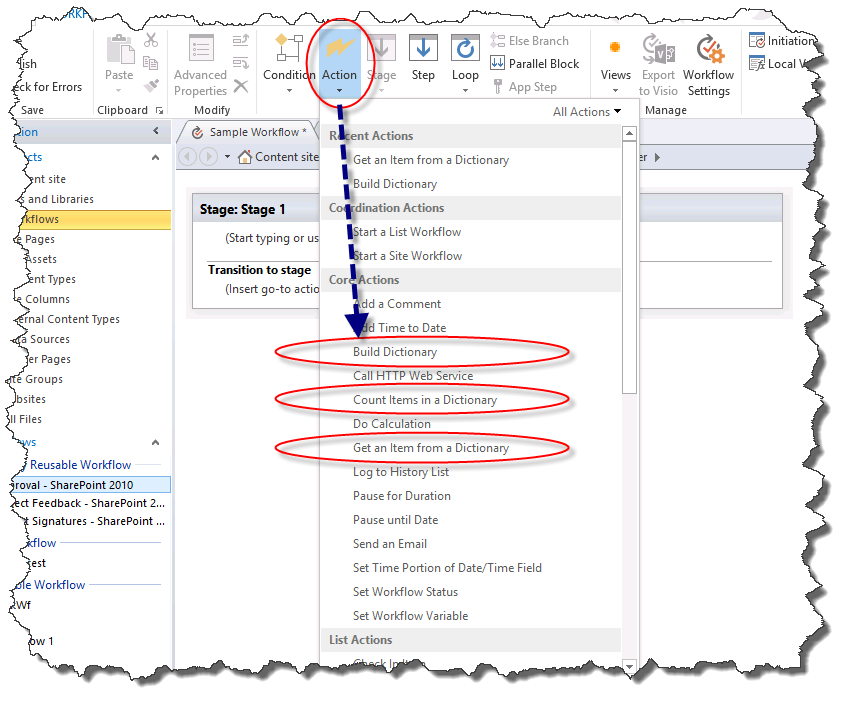 RKF
ish
ck for Errors
Save
Paste
Clipboard
Advanced
Properties
Modify
Condition
Action
Stage
Step
Loop
Else Branch
Parallel Block
App Step
Views
Export
to Visio
Workflow
Settings
Manage
Initiation
Local V
All Actions
Recent Actions
Get an Item from a Dictionary
Build Dictionary
Coordination Actions
Start a List Workflow
Start a Site Workflow
Core Actions
Add a Comment
Add Time to Date
Build Dictionary
Call HTTP Web Service
Count Items in a Dictionary
Do Calculation
Get an Item from a Dictionary
Log to History List
Pause for Duration
Pause until Date
Send an Email
Set Time Portion of Date/Time Field
Set Workflow Status
Set Workflow Variable
List Actions
Check In
ion
cts
ent site
s and Libraries
rkflows
e Pages
Assets
ent Types
e Columns
ernal Content Types
a Sources
er Pages
te Groups
bsites
ll Files
ws
Reusable Workflow
roval - SharePoint 2010
ect Feedback - SharePoint 2...
t Signatures - SharePoint ...
kflow
est
ble Workflow
Wf
ow 1
Sample Workflow *
Content site
er
Stage: Stage 1
(Start typing or us
Transition to stage
(Insert go-to actio